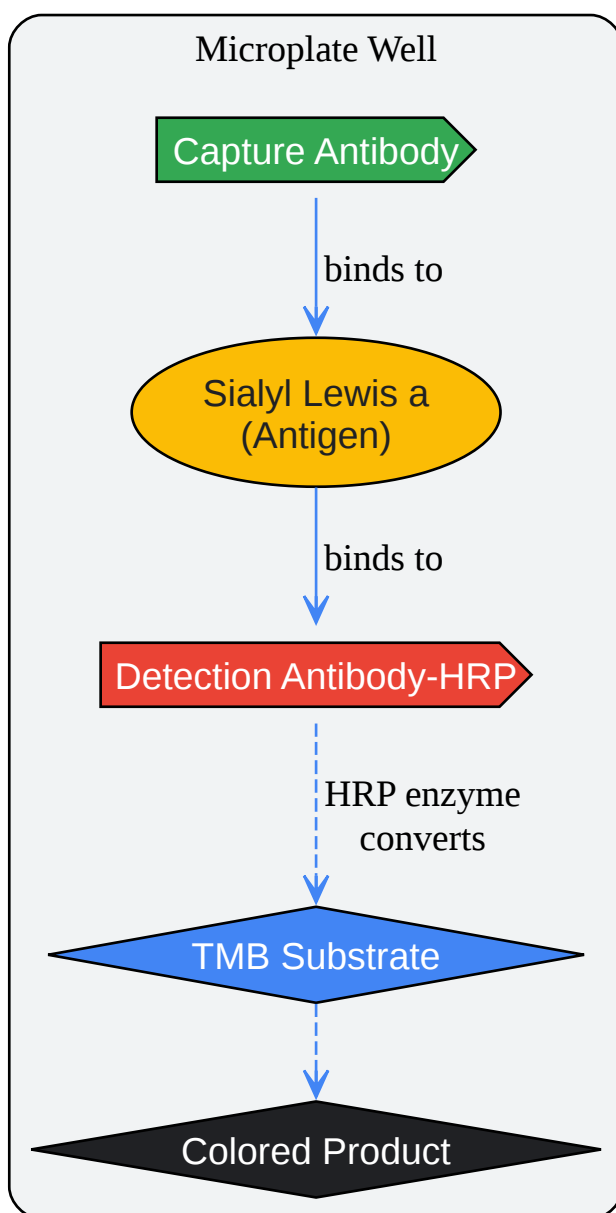 Microplate Well
Capture Antibody
binds to
Sialyl Lewis a
(Antigen)
binds to
Detection Antibody-HRP
HRP enzyme
converts
TMB Substrate
Colored Product